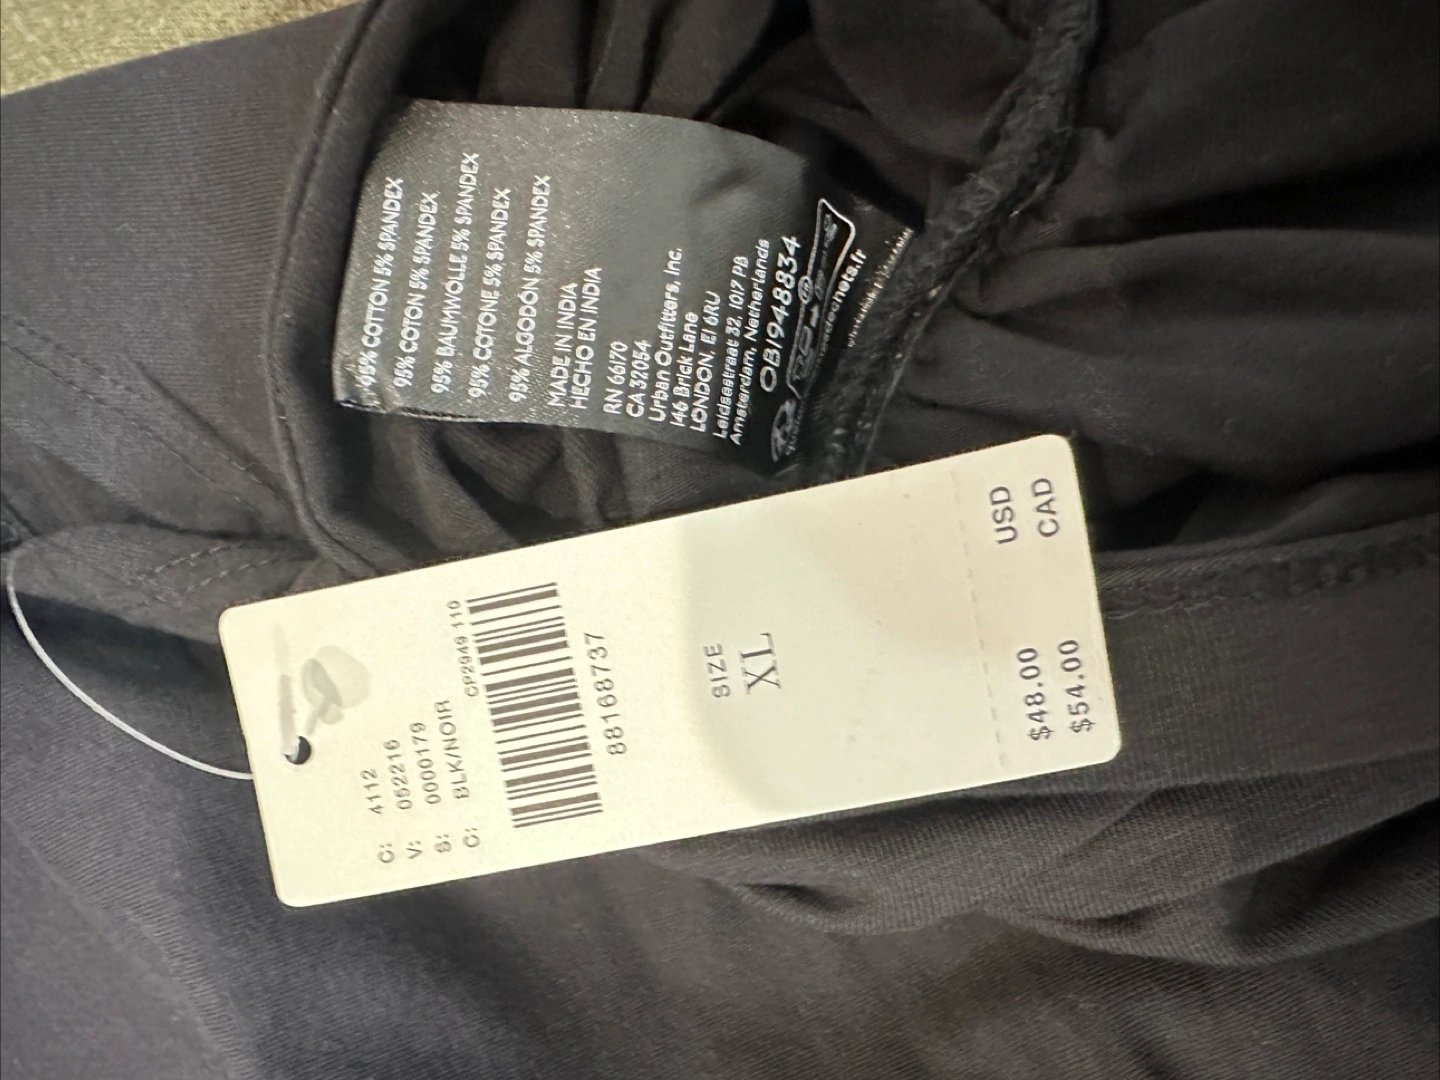 95% COTTON 5% SPANDEX
95% COTON 5% SPANDEX
95% BAUMWOLLE 5% SPANDEX
95% COTONE 5% SPANDEX
95% ALGODÓN 5% SPANDEX
MADE IN INDIA
HECHO EN INDIA
RN 66170
CA 32054
Urban Outfitters, Inc.
146 Brick Lane
LONDON, E1 6RU
Leidsestraat 32, 1017 PB
Amsterdam, Netherlands
OB1948834
C: 4112
V: 052216
S: 0000179
C: BLK/NOIR
CP2949 110
88168737
SIZE
XL
USD $48.00
CAD $54.00